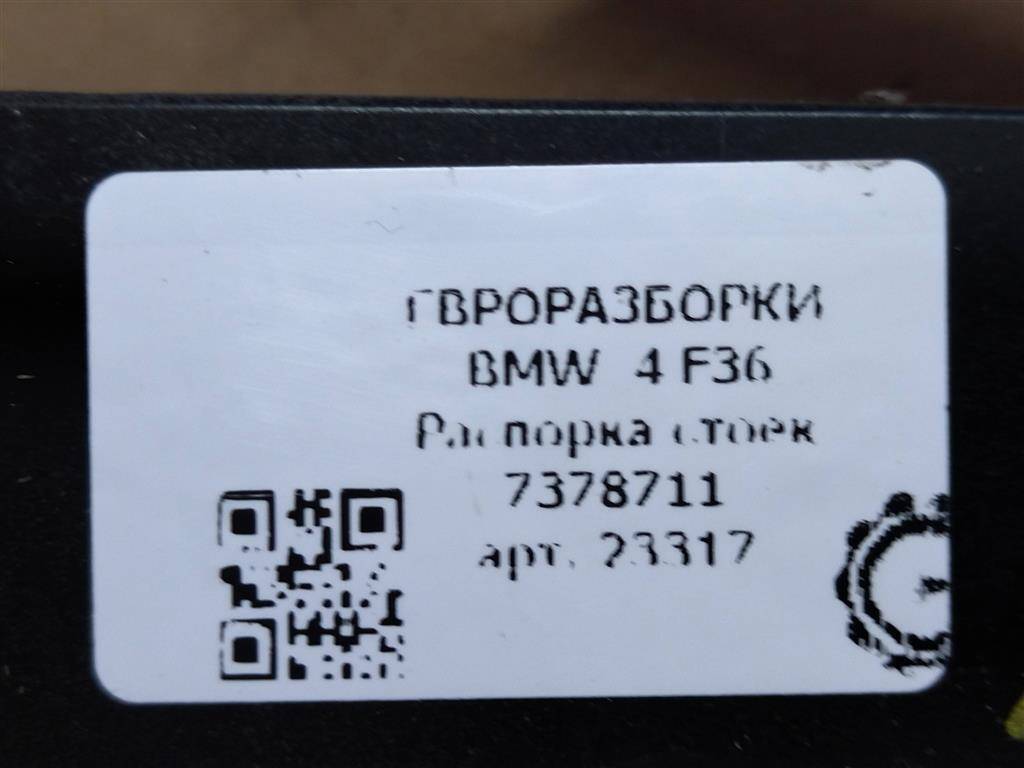 ЕВРОРАЗБОРКИ
BMW 4 F36
Распорка стоек
7378711
арт. 23317